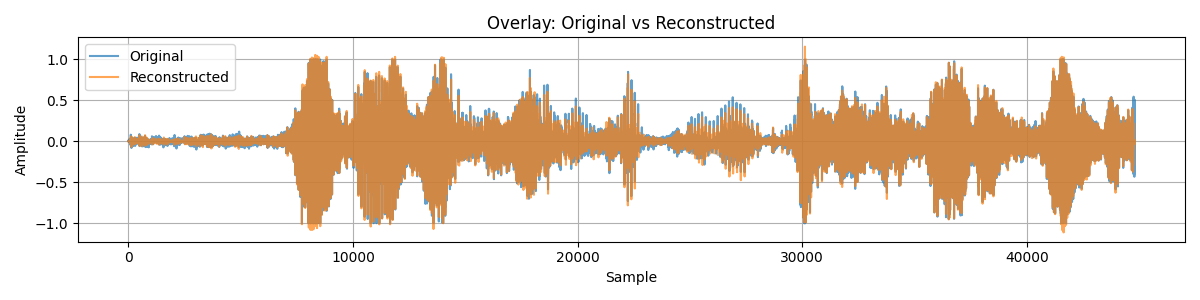 Overlay: Original vs Reconstructed
Original
Reconstructed
Amplitude
1.0
0.5
0.0
−0.5
−1.0
0 10000 20000 30000 40000
Sample